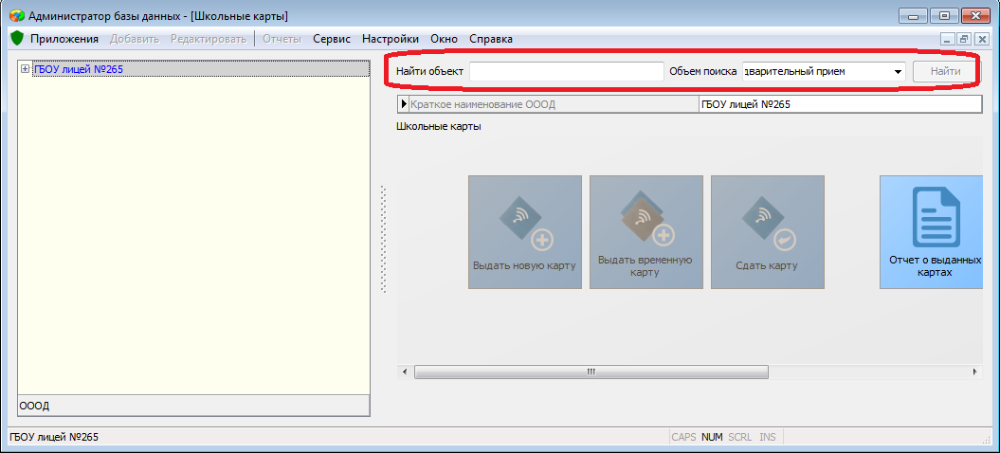 Администратор базы данных - [Школьные карты]
Приложения Добавить Редактировать Отчеты Сервис Настройки Окно Справка
ГБОУ лицей №265
Найти объект Объем поиска дварительный прием Найти
Краткое наименование ОООД ГБОУ лицей №265
Школьные карты
Выдать новую карту
Выдать временную
карту
Сдать карту
Отчет о выданных
картах
ОООД
ГБОУ лицей №265 CAPS NUM SCRL INS